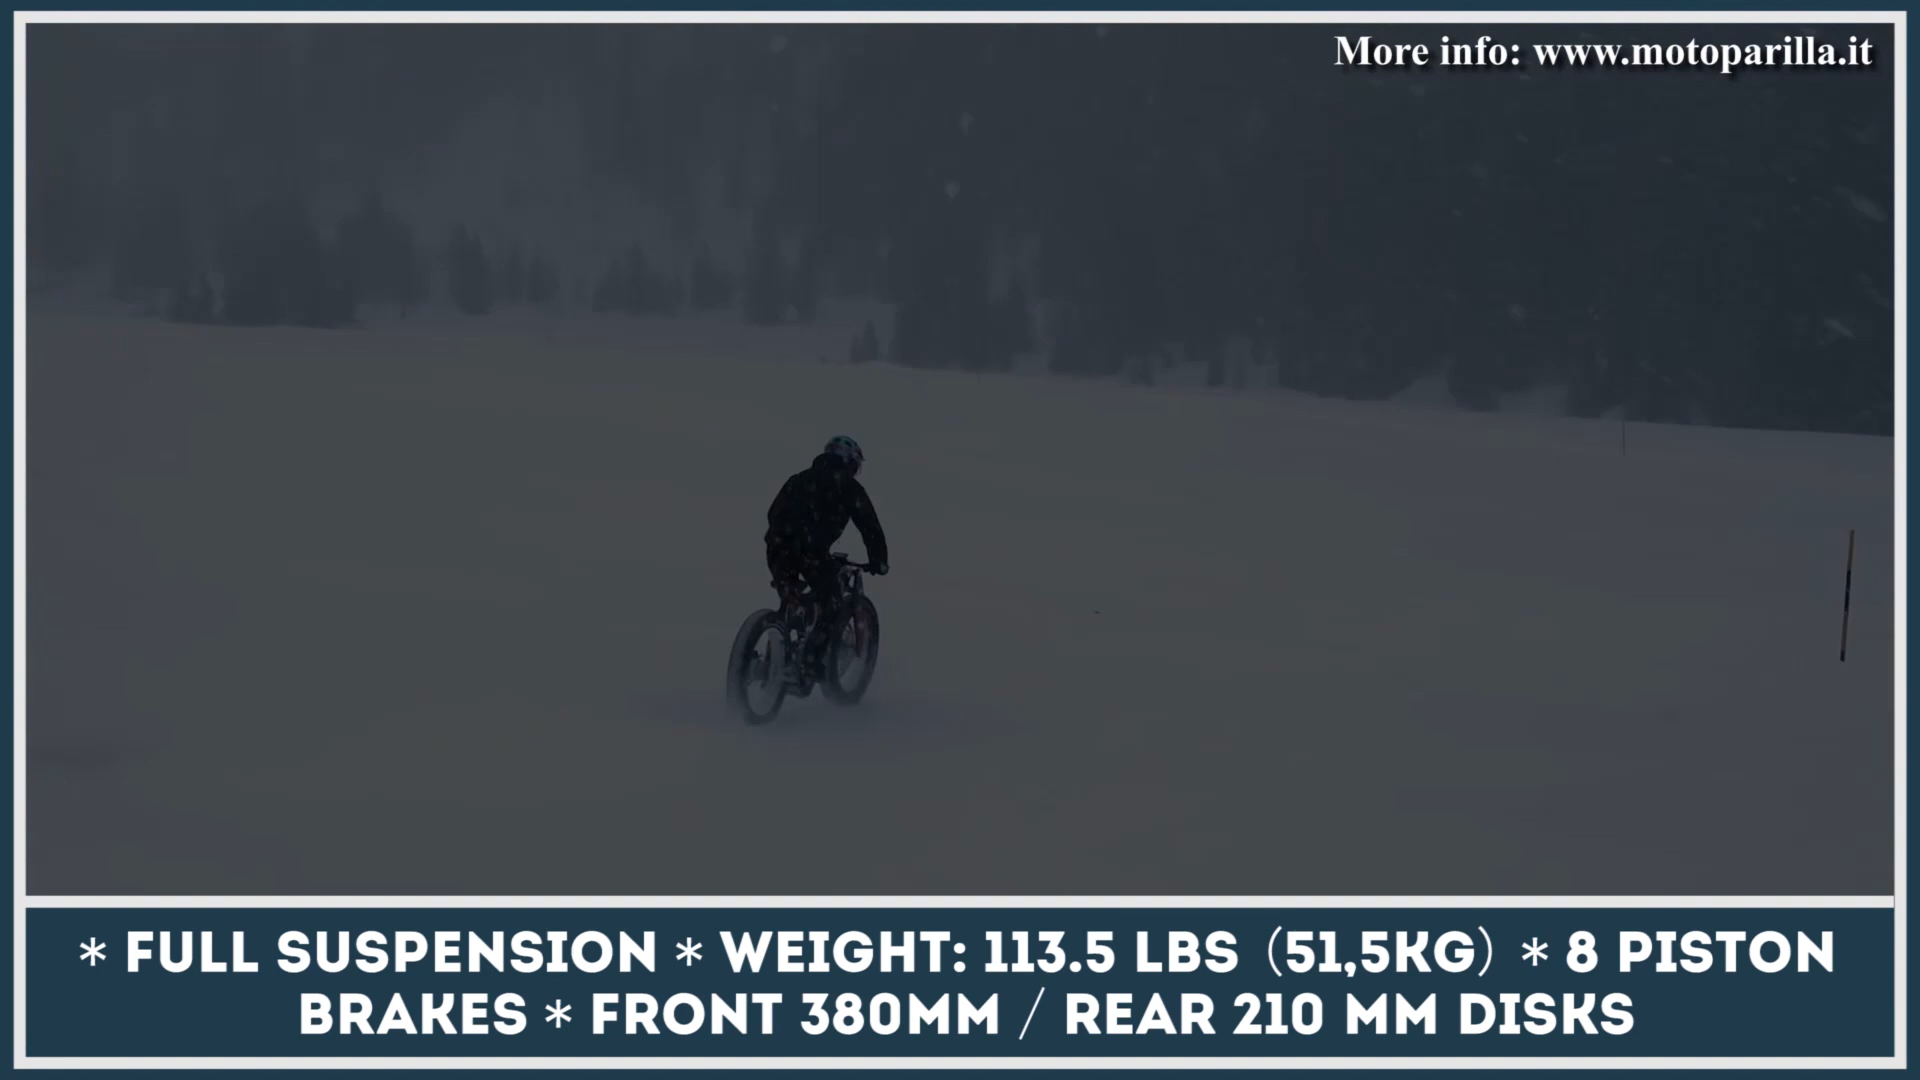 More info: www.motoparilla.it
* FULL SUSPENSION * WEIGHT: 113.5 LBS (51,5KG) * 8 PISTON
BRAKES * FRONT 380MM / REAR 210 MM DISKS